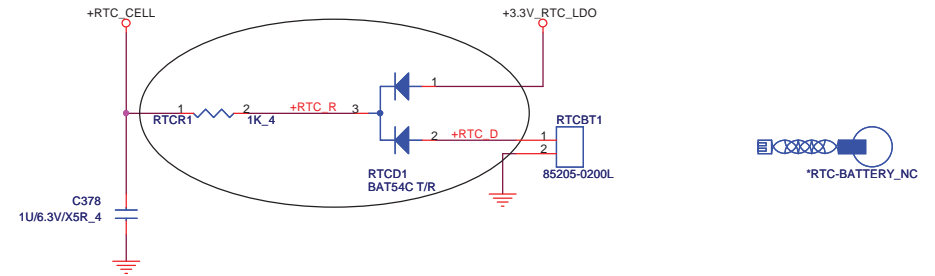 +RTC_CELL
+3.3V_RTC_LDO
1
RTCR1
2
1K_4
+RTC_R
3
1
2
+RTC_D
RTCD1
BAT54C T/R
RTCBT1
1
2
85205-0200L
*RTC-BATTERY_NC
C378
1U/6.3V/X5R_4